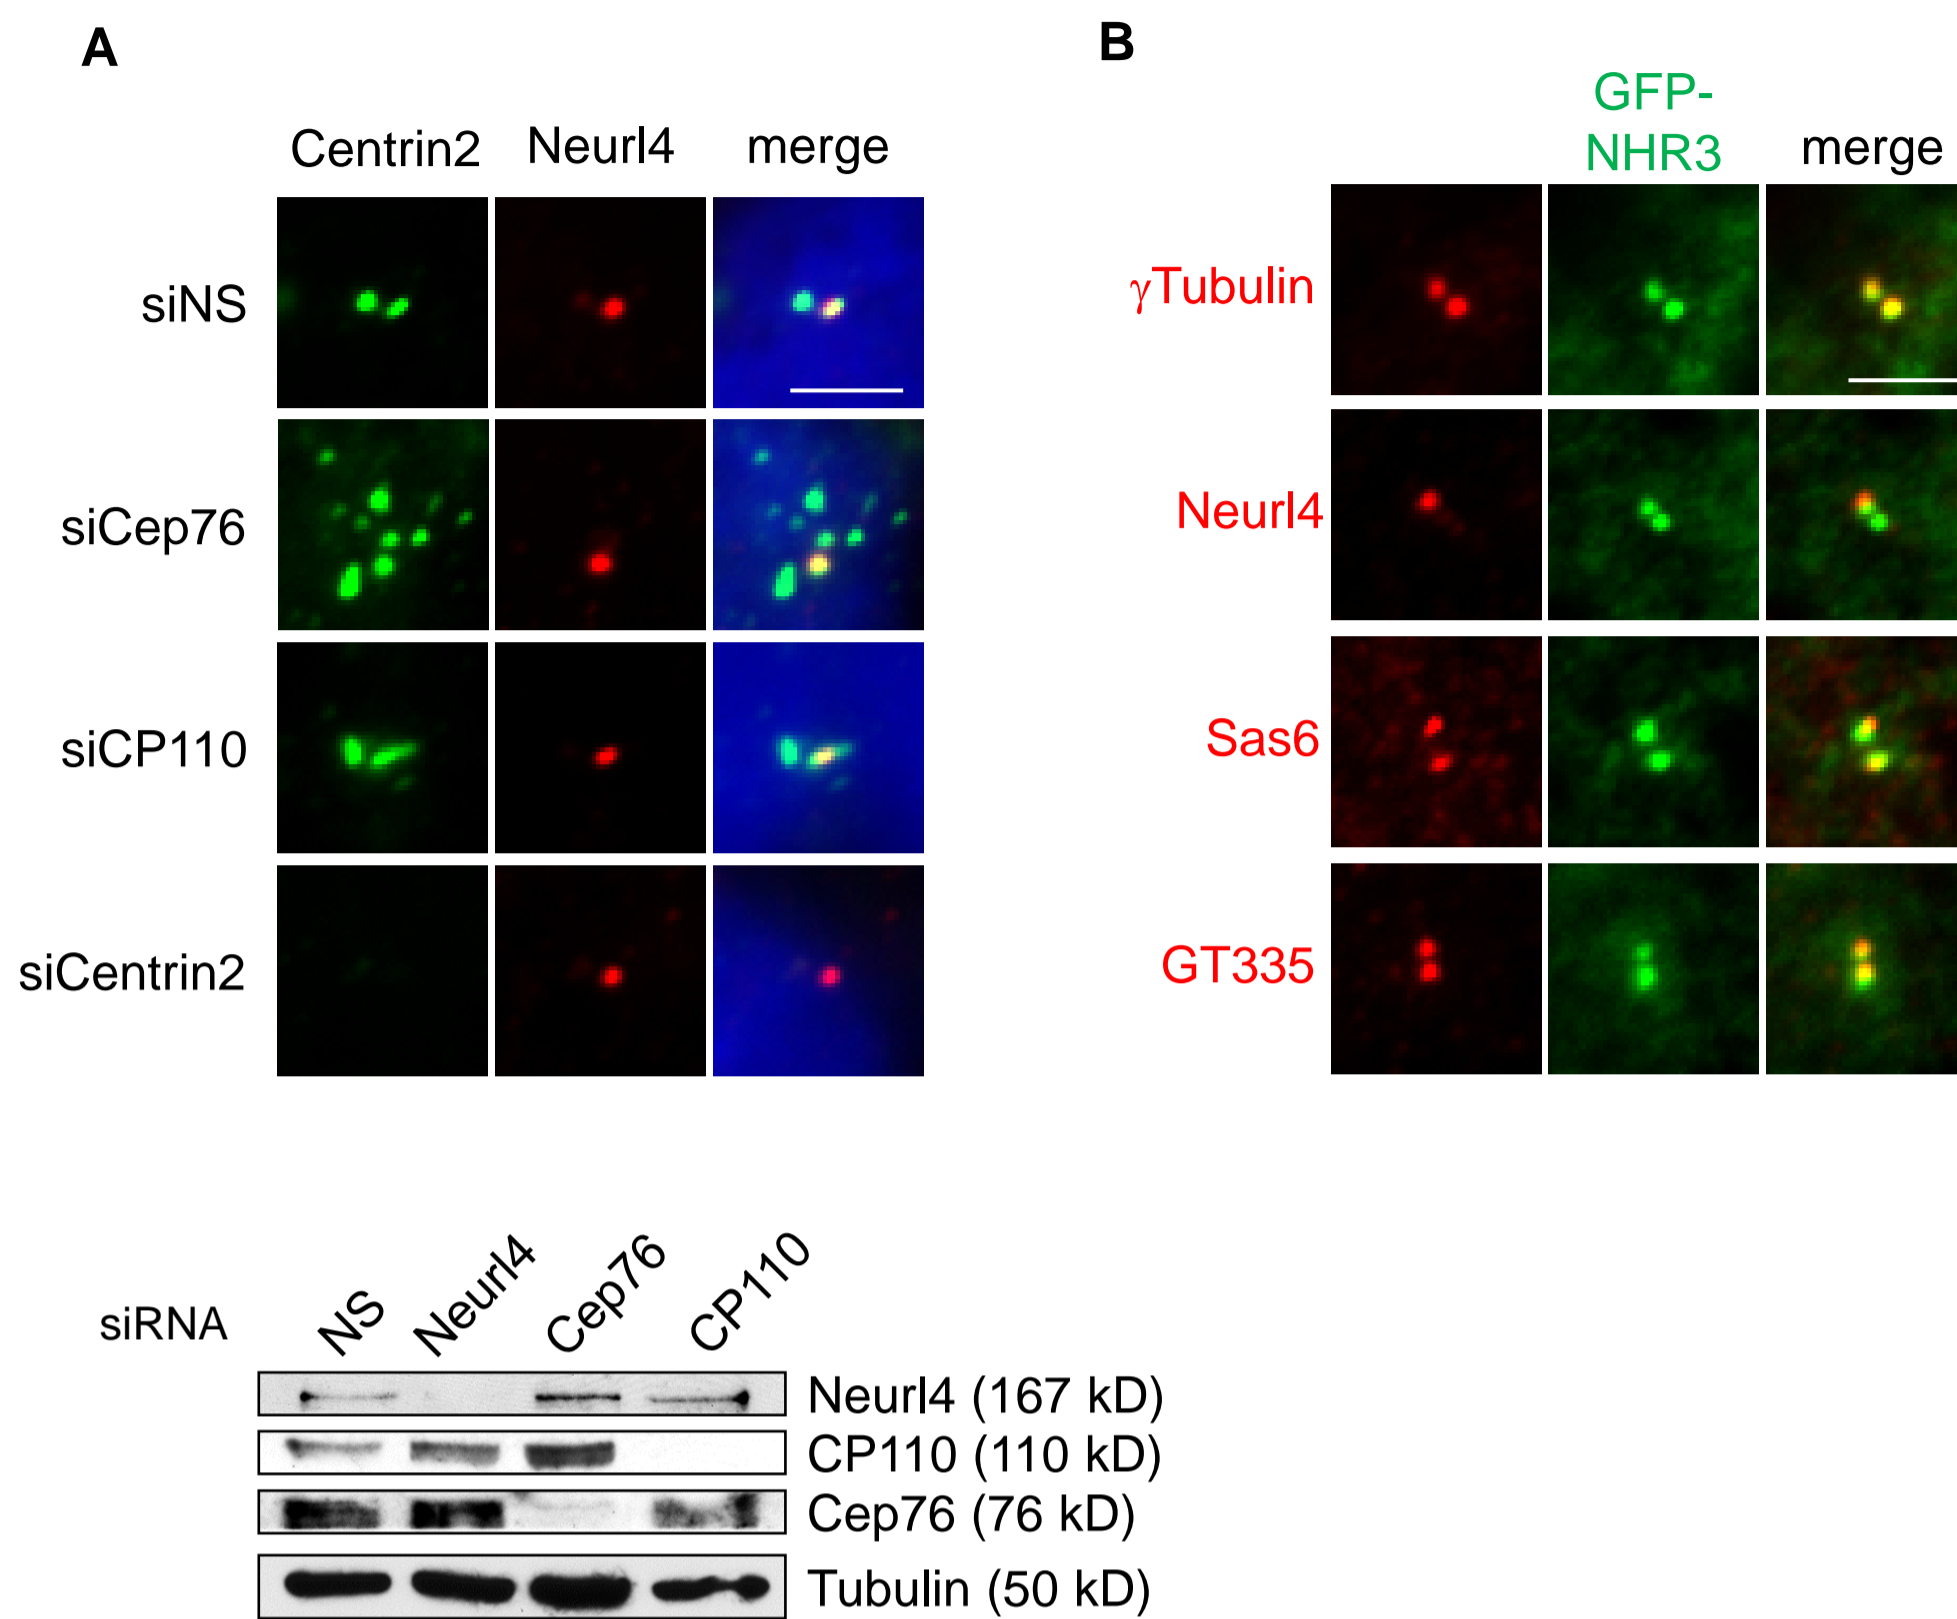 A
Centrin2 Neurl4 merge
siNS
siCep76
siCP110
siCentrin2
siRNA NS Neurl4 Cep76 CP110
Neurl4 (167 kD)
CP110 (110 kD)
Cep76 (76 kD)
Tubulin (50 kD)
B
GFP-
NHR3 merge
γTubulin
Neurl4
Sas6
GT335